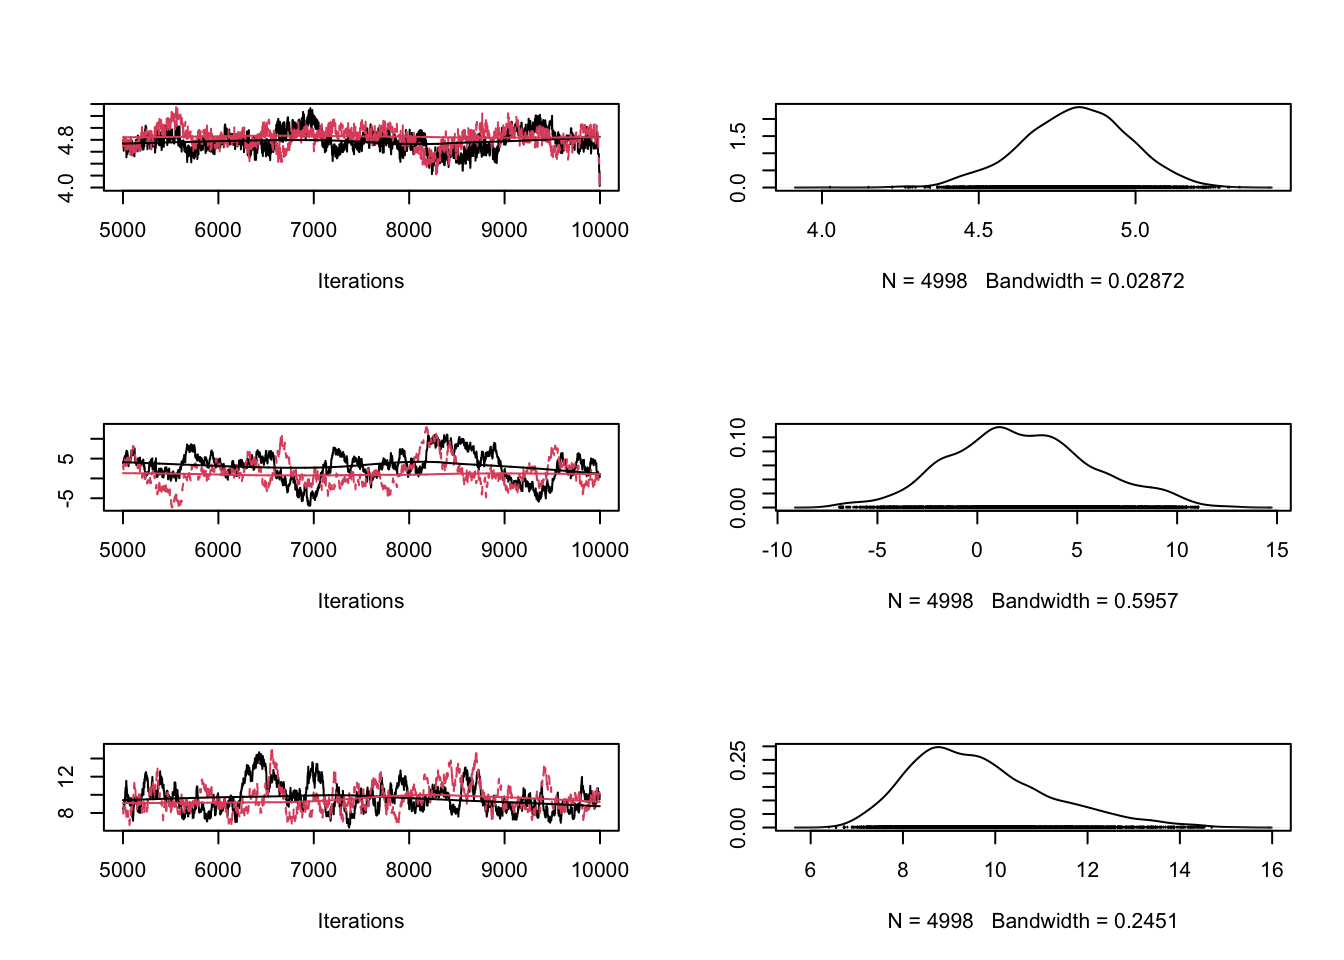 4.8
4.0
5000 6000 7000 8000 9000 10000
Iterations
1.5
0.0
4.0 4.5 5.0
N = 4998 Bandwidth = 0.02872
5
-5
5000 6000 7000 8000 9000 10000
Iterations
0.10
0.00
-10 -5 0 5 10 15
N = 4998 Bandwidth = 0.5957
12
8
5000 6000 7000 8000 9000 10000
Iterations
0.25
0.00
6 8 10 12 14 16
N = 4998 Bandwidth = 0.2451